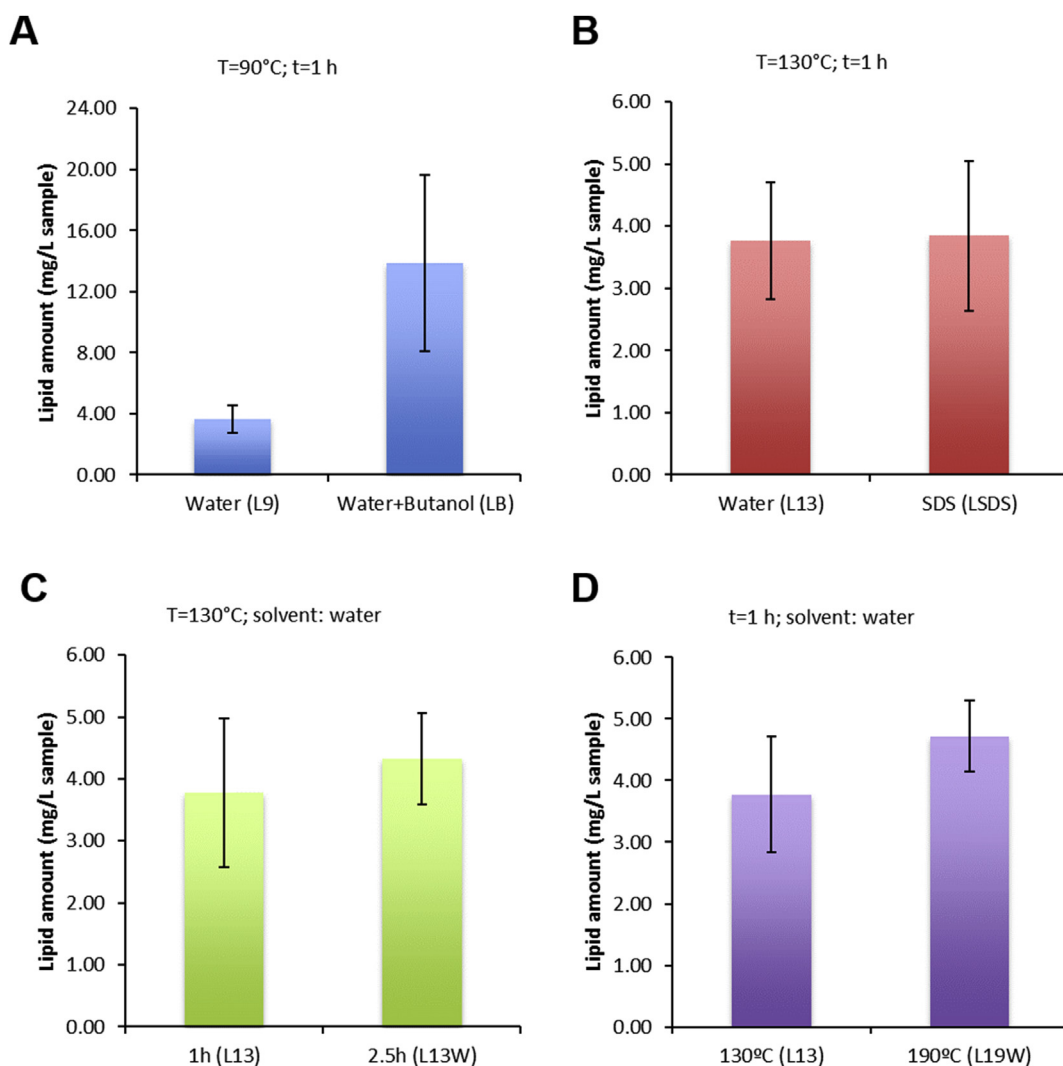 A
T=90°C; t=1 h
Lipid amount (mg/L sample)
24.00
20.00
16.00
12.00
8.00
4.00
0.00
Water (L9)
Water+Butanol (LB)
B
T=130°C; t=1 h
Lipid amount (mg/L sample)
6.00
5.00
4.00
3.00
2.00
1.00
0.00
Water (L13)
SDS (LSDS)
C
T=130°C; solvent: water
Lipid amount (mg/L sample)
6.00
5.00
4.00
3.00
2.00
1.00
0.00
1h (L13)
2.5h (L13W)
D
t=1 h; solvent: water
Lipid amount (mg/L sample)
6.00
5.00
4.00
3.00
2.00
1.00
0.00
130ºC (L13)
190ºC (L19W)